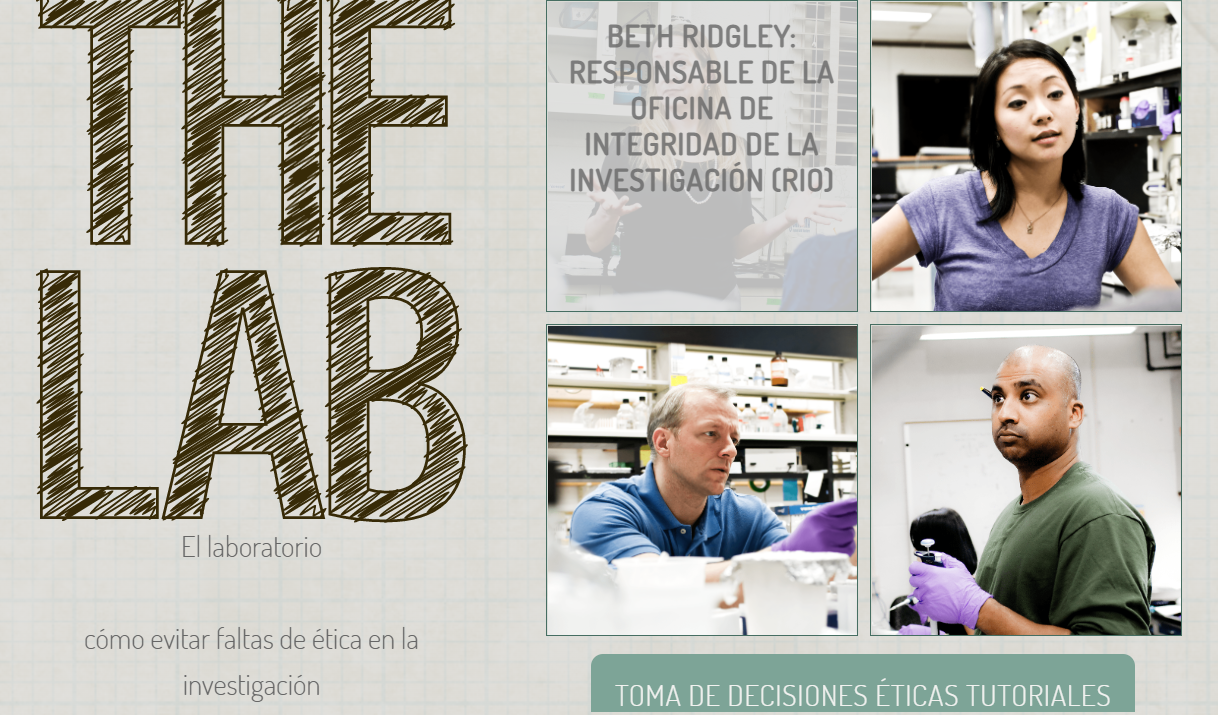 THE
LAB
El laboratorio
cómo evitar faltas de ética en la
investigación
BETH RIDGLEY:
RESPONSABLE DE LA
OFICINA DE
INTEGRIDAD DE LA
INVESTIGACIÓN (RIO)
TOMA DE DECISIONES ÉTICAS TUTORIALES